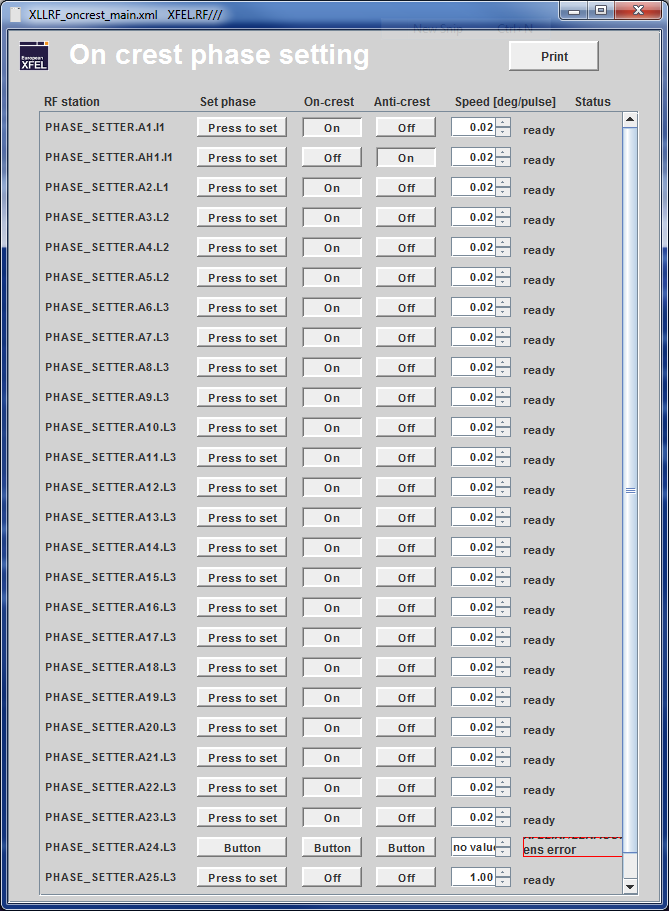 XLLRF_oncrest_main.xml XFEL.RF///
European
XFEL
On crest phase setting
Print
RF station Set phase On-crest Anti-crest Speed [deg/pulse] Status
PHASE_SETTER.A1.I1 Press to set On Off 0.02 ready
PHASE_SETTER.AH1.I1 Press to set Off On 0.02 ready
PHASE_SETTER.A2.L1 Press to set On Off 0.02 ready
PHASE_SETTER.A3.L2 Press to set On Off 0.02 ready
PHASE_SETTER.A4.L2 Press to set On Off 0.02 ready
PHASE_SETTER.A5.L2 Press to set On Off 0.02 ready
PHASE_SETTER.A6.L3 Press to set On Off 0.02 ready
PHASE_SETTER.A7.L3 Press to set On Off 0.02 ready
PHASE_SETTER.A8.L3 Press to set On Off 0.02 ready
PHASE_SETTER.A9.L3 Press to set On Off 0.02 ready
PHASE_SETTER.A10.L3 Press to set On Off 0.02 ready
PHASE_SETTER.A11.L3 Press to set On Off 0.02 ready
PHASE_SETTER.A12.L3 Press to set On Off 0.02 ready
PHASE_SETTER.A13.L3 Press to set On Off 0.02 ready
PHASE_SETTER.A14.L3 Press to set On Off 0.02 ready
PHASE_SETTER.A15.L3 Press to set On Off 0.02 ready
PHASE_SETTER.A16.L3 Press to set On Off 0.02 ready
PHASE_SETTER.A17.L3 Press to set On Off 0.02 ready
PHASE_SETTER.A18.L3 Press to set On Off 0.02 ready
PHASE_SETTER.A19.L3 Press to set On Off 0.02 ready
PHASE_SETTER.A20.L3 Press to set On Off 0.02 ready
PHASE_SETTER.A21.L3 Press to set On Off 0.02 ready
PHASE_SETTER.A22.L3 Press to set On Off 0.02 ready
PHASE_SETTER.A23.L3 Press to set On Off 0.02 ready
PHASE_SETTER.A24.L3 Button Button Button no value ens error
PHASE_SETTER.A25.L3 Press to set Off Off 1.00 ready